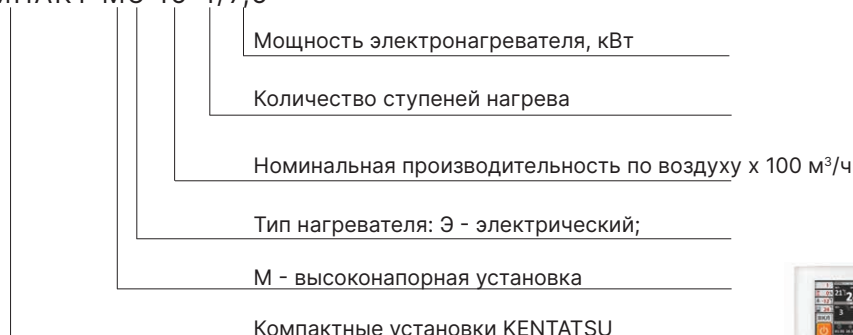 Мощность электронагревателя, кВт
Количество ступеней нагрева
Номинальная производительность по воздуху x 100 м³/ч
Тип нагревателя: Э - электрический;
М - высоконапорная установка
Компактные установки KENTATSU